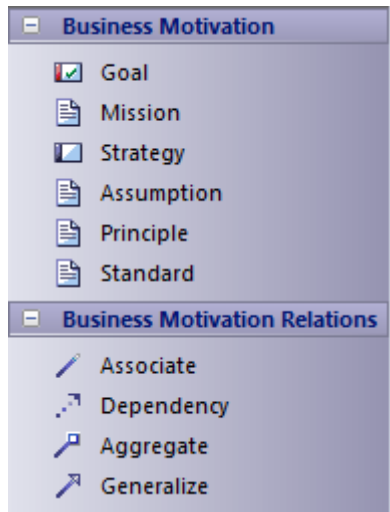 Business Motivation
Goal
Mission
Strategy
Assumption
Principle
Standard
Business Motivation Relations
Associate
Dependency
Aggregate
Generalize